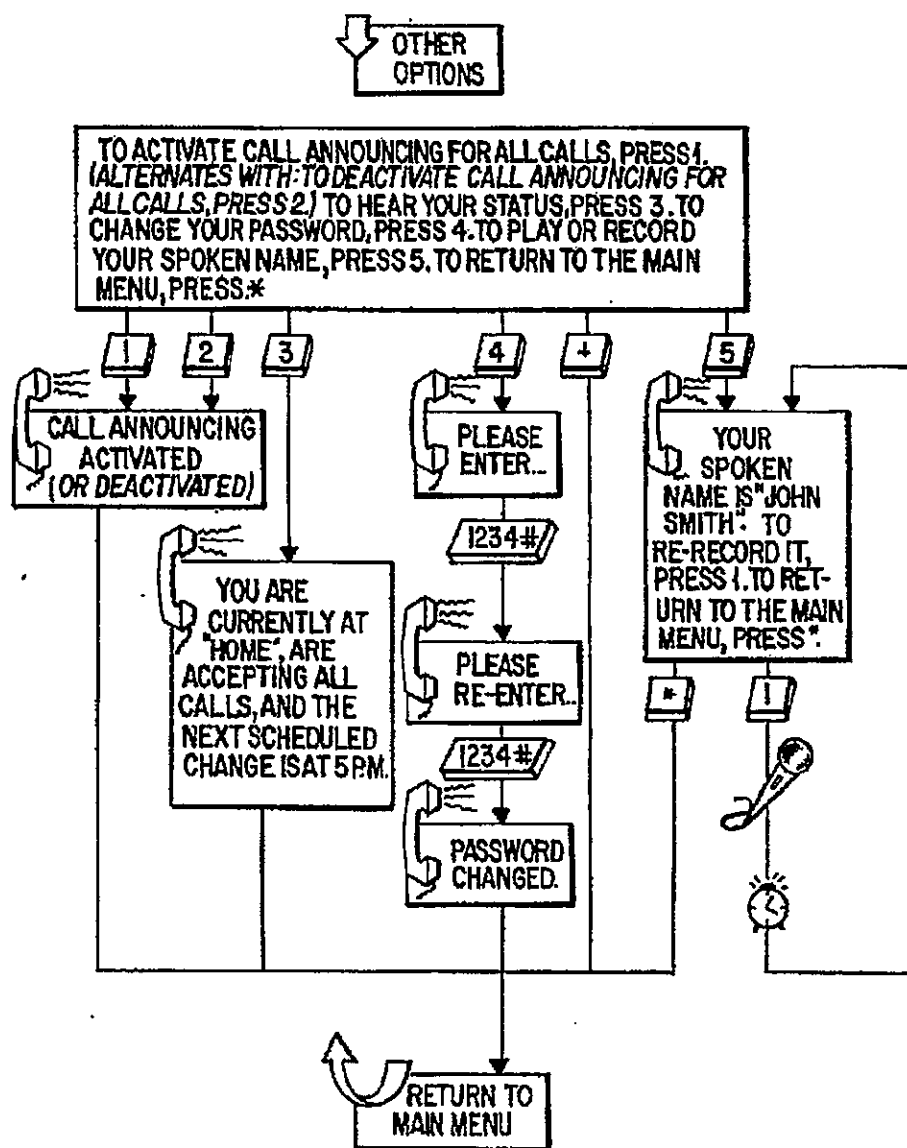 OTHER
OPTIONS
TO ACTIVATE CALL ANNOUNCING FOR ALL CALLS, PRESS 1.
(ALTERNATES WITH: TO DEACTIVATE CALL ANNOUNCING FOR
ALL CALLS, PRESS 2.) TO HEAR YOUR STATUS, PRESS 3. TO
CHANGE YOUR PASSWORD, PRESS 4. TO PLAY OR RECORD
YOUR SPOKEN NAME, PRESS 5. TO RETURN TO THE MAIN
MENU, PRESS.*
1
2
3
4
+
5
CALL ANNOUNCING
ACTIVATED
(OR DEACTIVATED)
YOU ARE
CURRENTLY AT
"HOME", ARE
ACCEPTING ALL
CALLS, AND THE
NEXT SCHEDULED
CHANGE IS AT 5 P.M.
PLEASE
ENTER...
1234#
PLEASE
RE-ENTER..
1234#
PASSWORD
CHANGED.
YOUR
SPOKEN
NAME IS "JOHN
SMITH". TO
RE-RECORD IT,
PRESS 1. TO RET-
URN TO THE MAIN
MENU, PRESS*.
*
1
RETURN TO
MAIN MENU